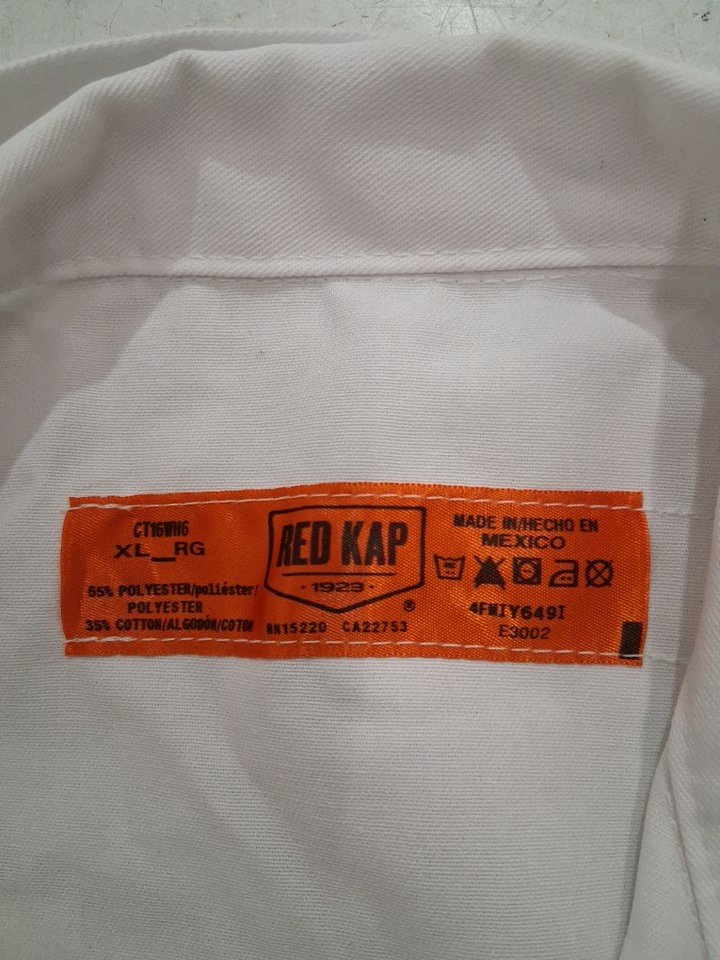 CT16WH6
XL_RG
65% POLYESTER/poliéster/
POLYESTER
35% COTTON/ALGODÓN/COTON
RED KAP
· 1923 ·
®
RN15220 CA22753
MADE IN/HECHO EN
MEXICO
4FMIY649I
E3002